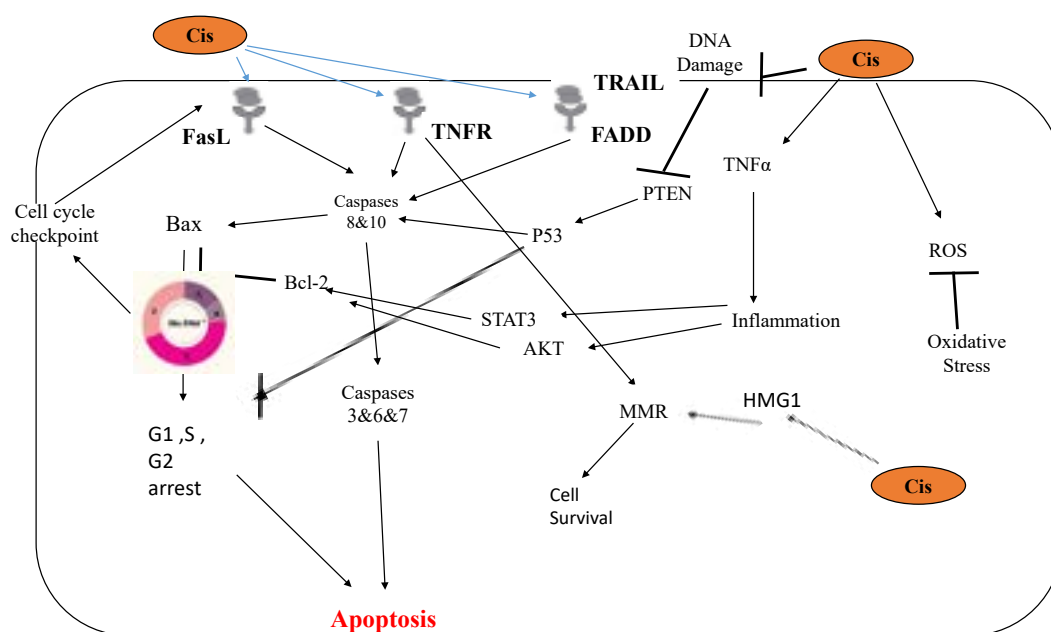 Cis
DNA
Damage
Cis
TRAIL
FasL
TNFR
FADD
TNFα
PTEN
Cell cycle
checkpoint
Bax
Caspases
8&10
P53
ROS
Bcl-2
STAT3
Inflammation
AKT
Oxidative
Stress
Caspases
3&6&7
MMR
HMG1
G1 ,S ,
G2
arrest
Cis
Cell
Survival
Apoptosis